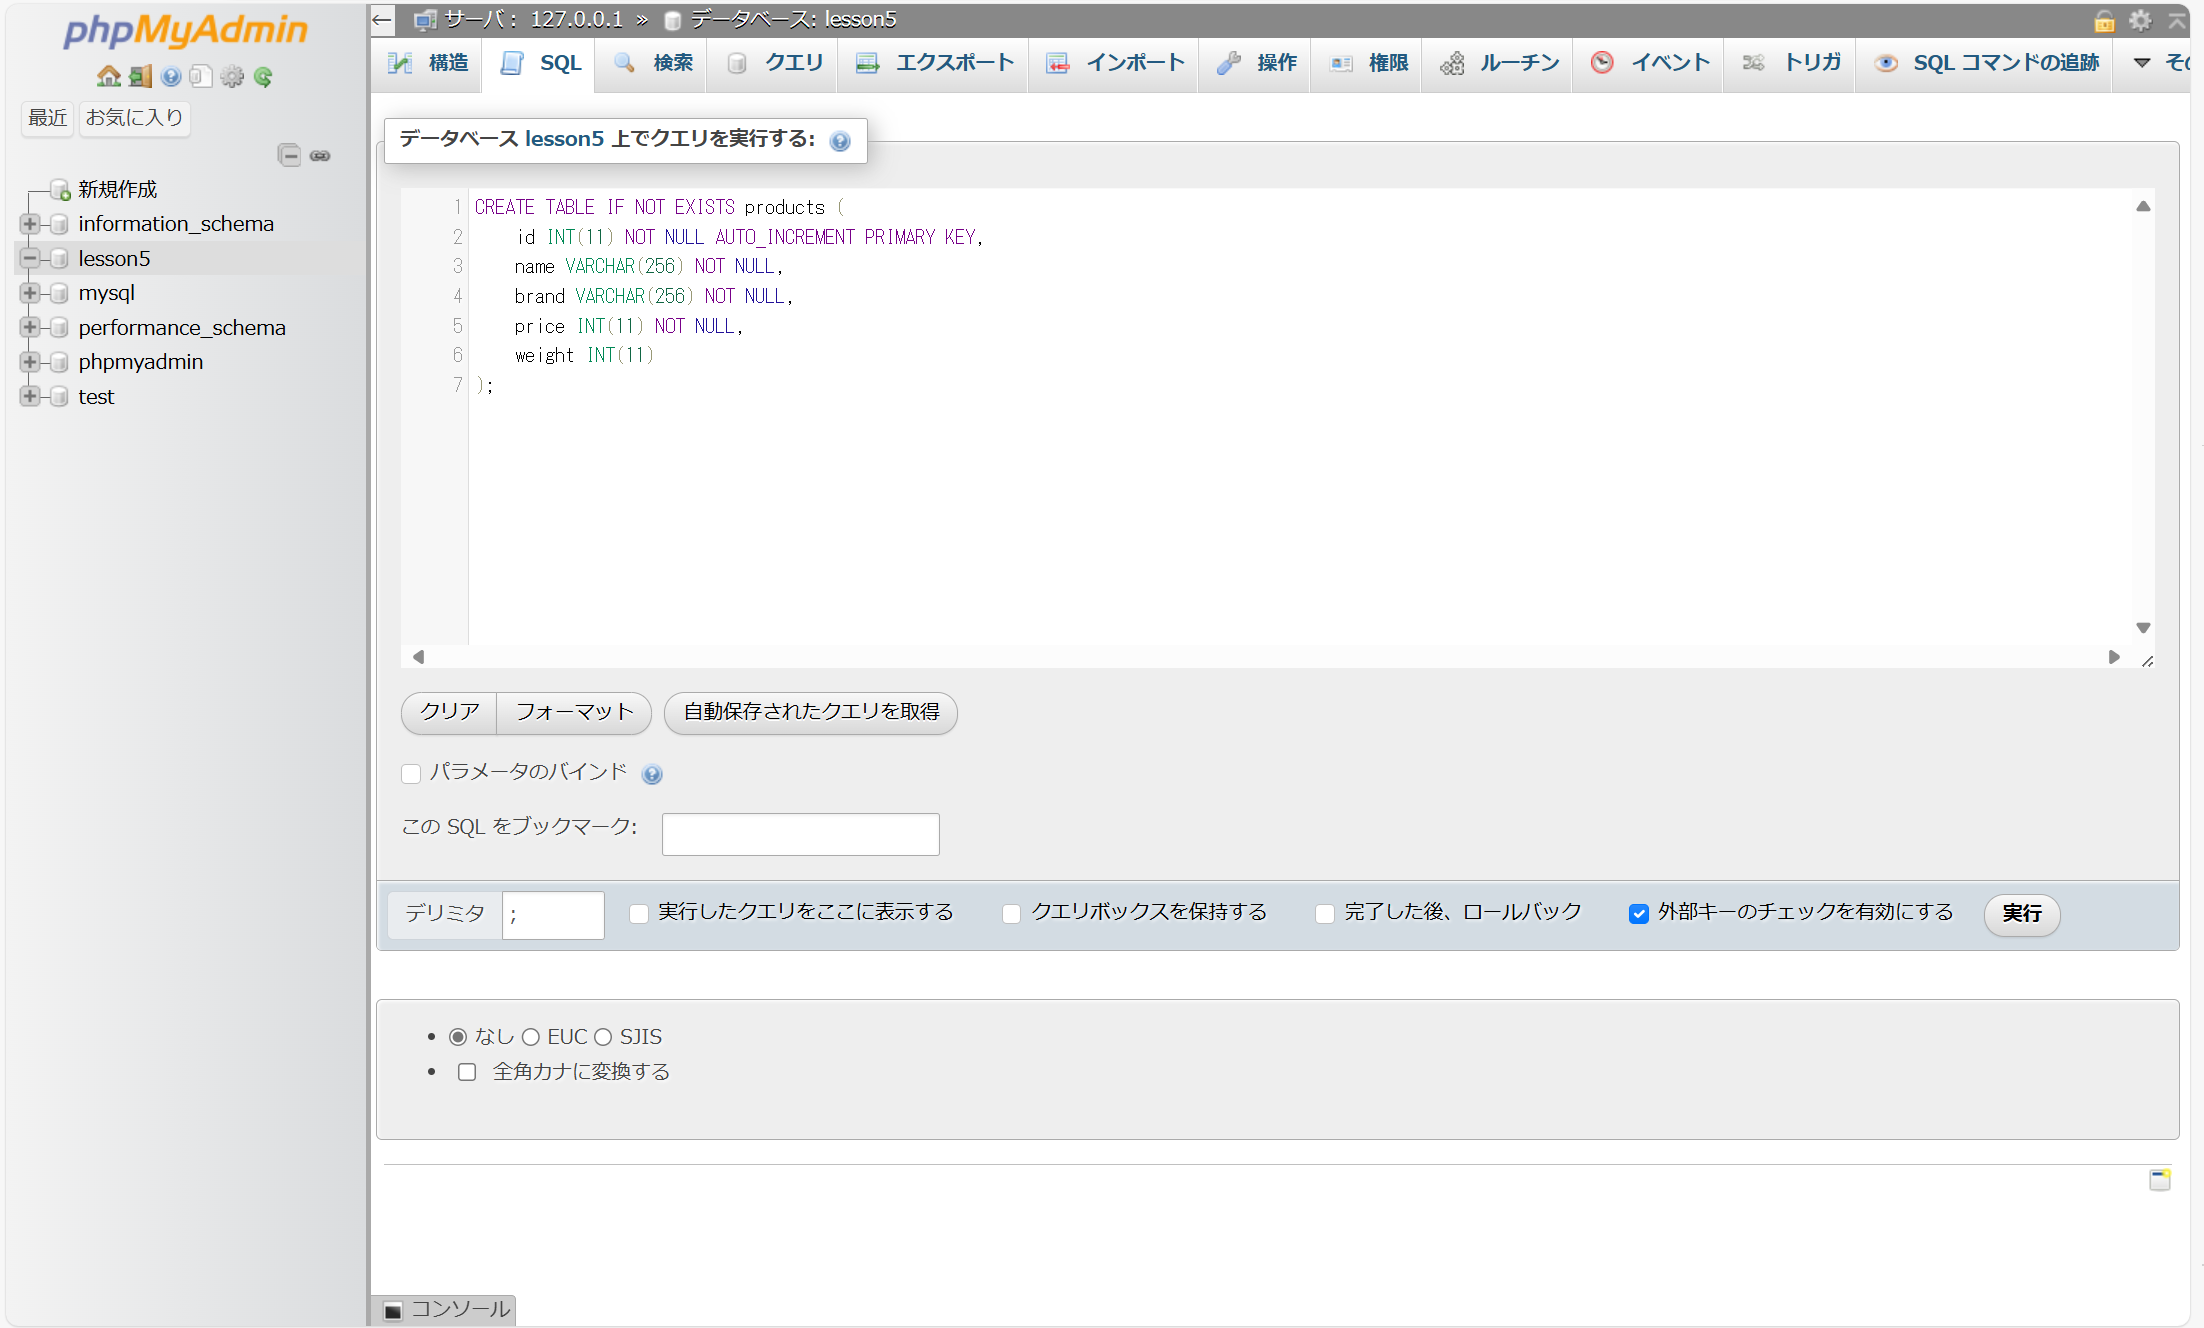 phpMyAdmin
最近 お気に入り
新規作成
information_schema
lesson5
mysql
performance_schema
phpmyadmin
test
サーバ: 127.0.0.1 » データベース: lesson5
構造 SQL 検索 クエリ エクスポート インポート 操作 権限 ルーチン イベント トリガ SQL コマンドの追跡
データベース lesson5 上でクエリを実行する:
1 CREATE TABLE IF NOT EXISTS products (
2     id INT(11) NOT NULL AUTO_INCREMENT PRIMARY KEY,
3     name VARCHAR(256) NOT NULL,
4     brand VARCHAR(256) NOT NULL,
5     price INT(11) NOT NULL,
6     weight INT(11)
7 );
クリア フォーマット 自動保存されたクエリを取得
パラメータのバインド
この SQL をブックマーク:
デリミタ ; 実行したクエリをここに表示する クエリボックスを保持する 完了した後、ロールバック 外部キーのチェックを有効にする 実行
なし EUC SJIS
全角カナに変換する
コンソール